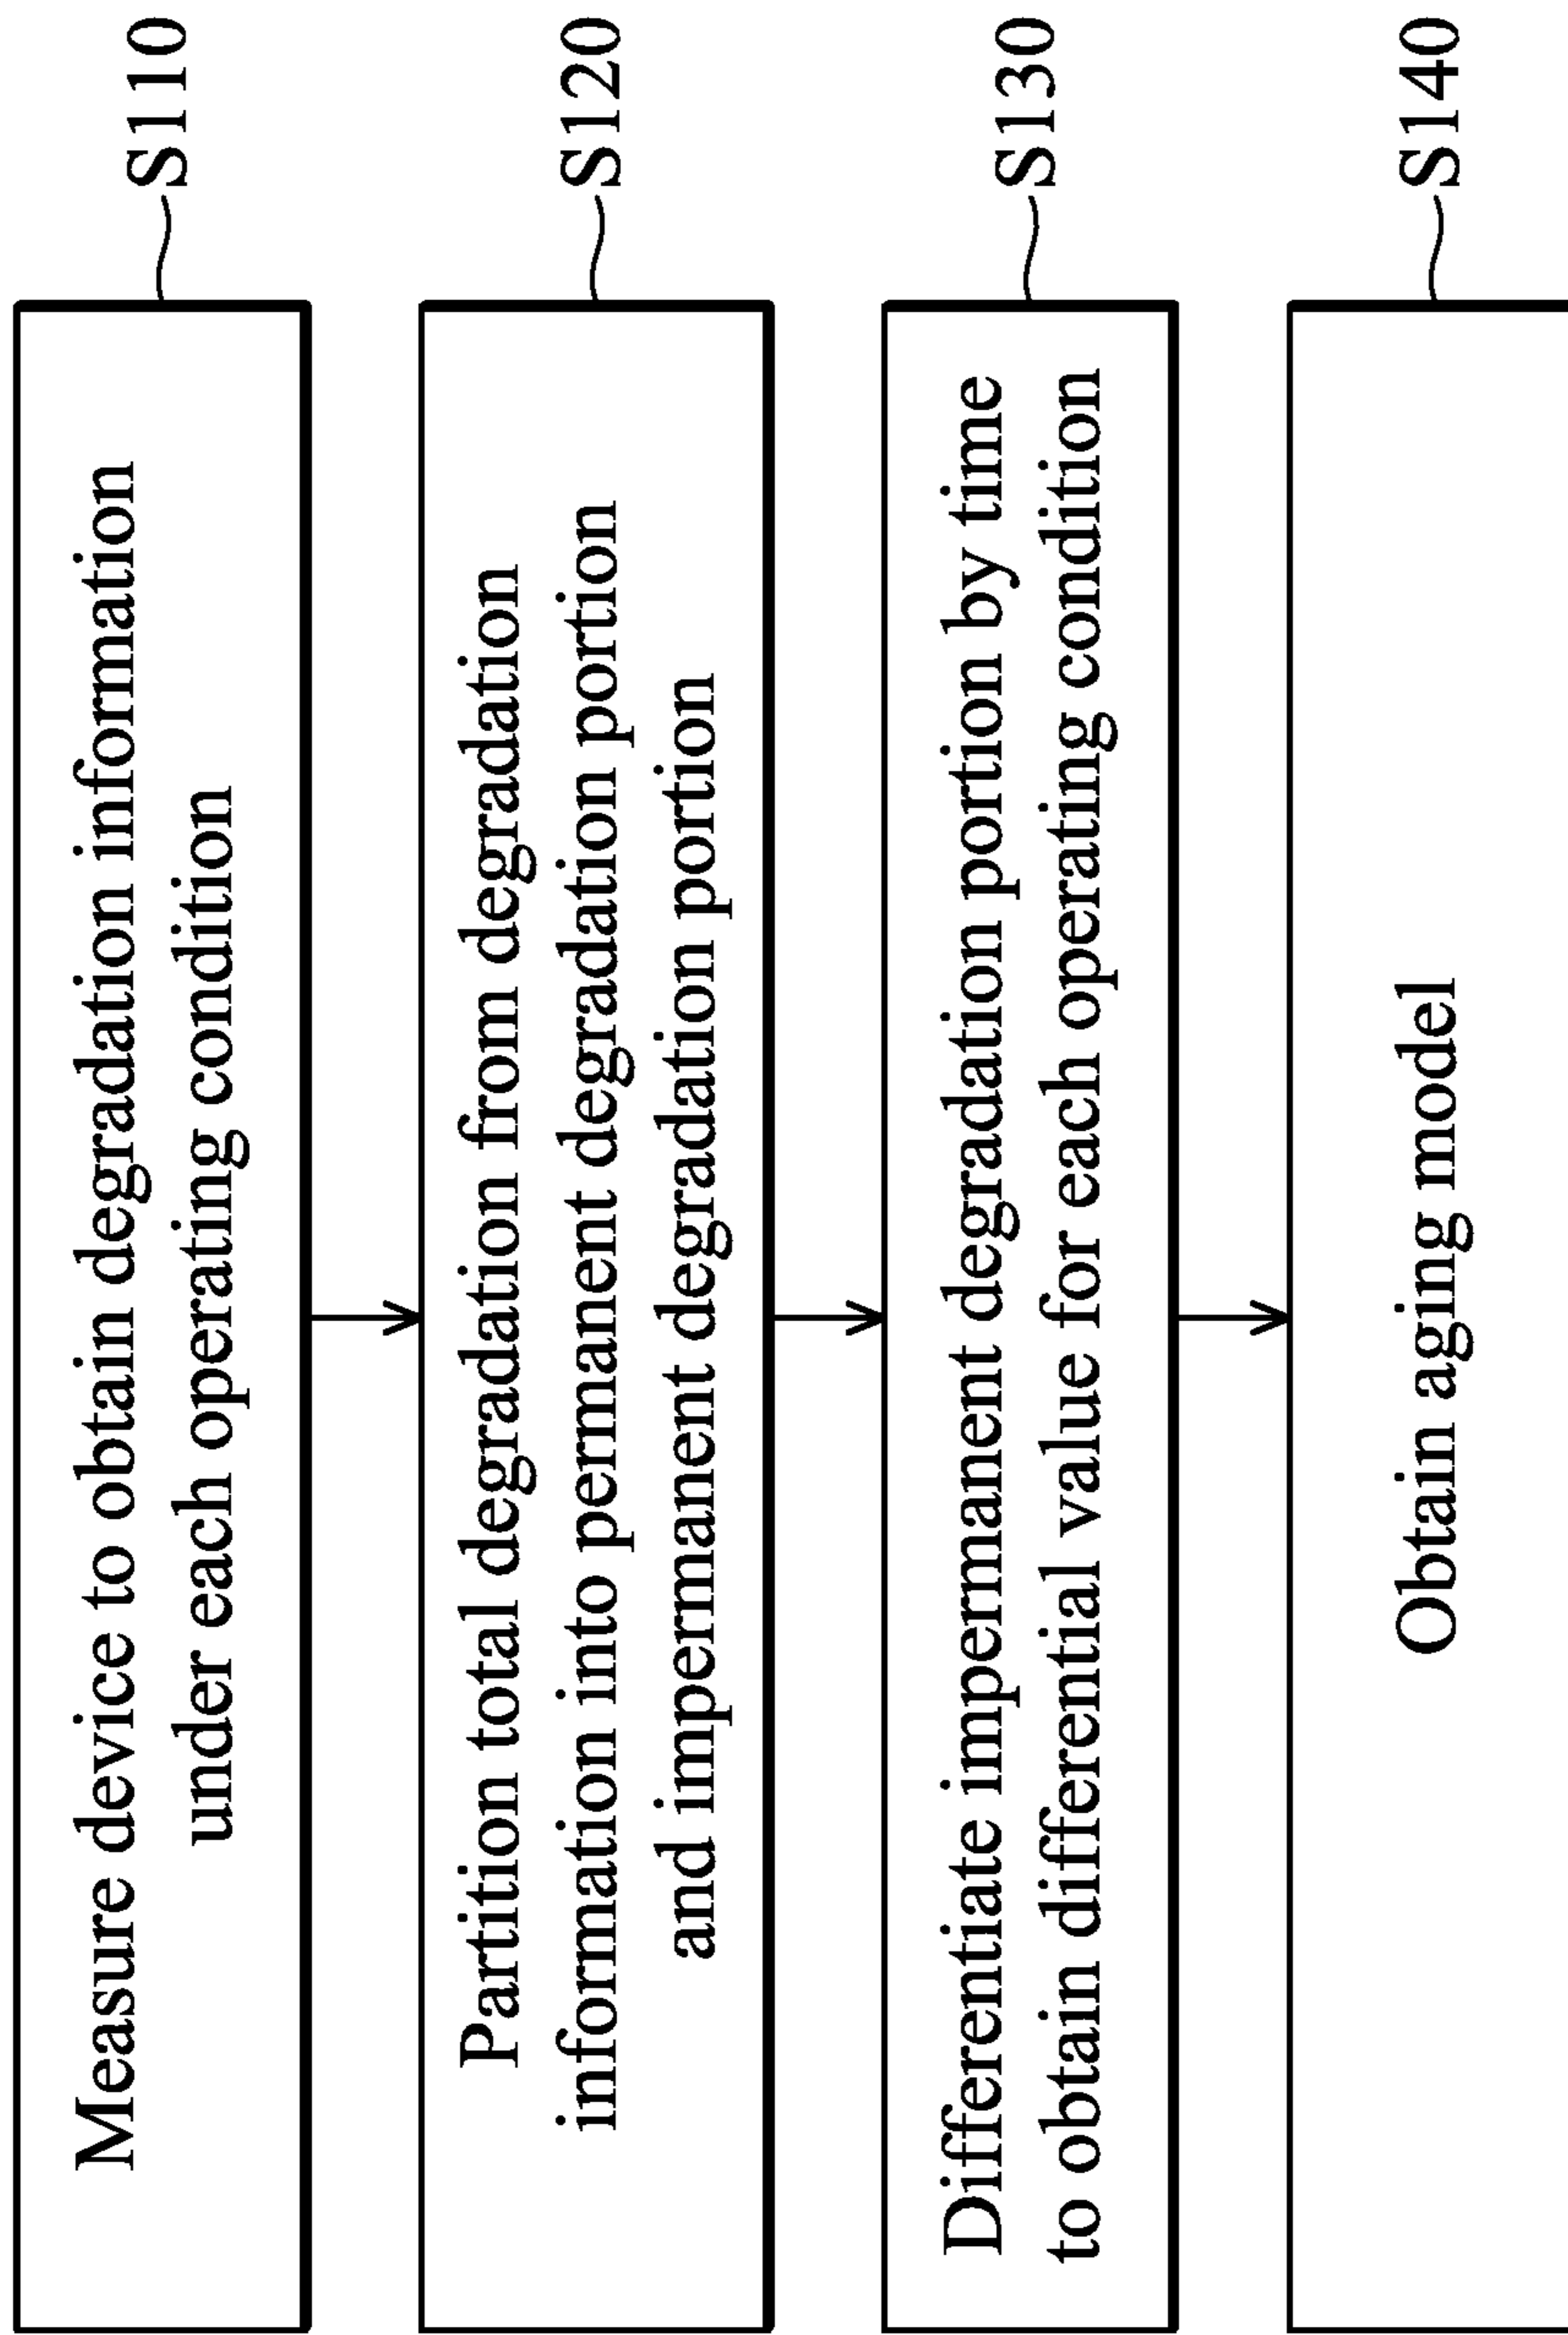 Measure device to obtain degradation information
under each operating condition
S110
Partition total degradation from degradation
information into permanent degradation portion
and impermanent degradation portion
S120
Differentiate impermanent degradation portion by time
to obtain differential value for each operating condition
S130
Obtain aging model
S140